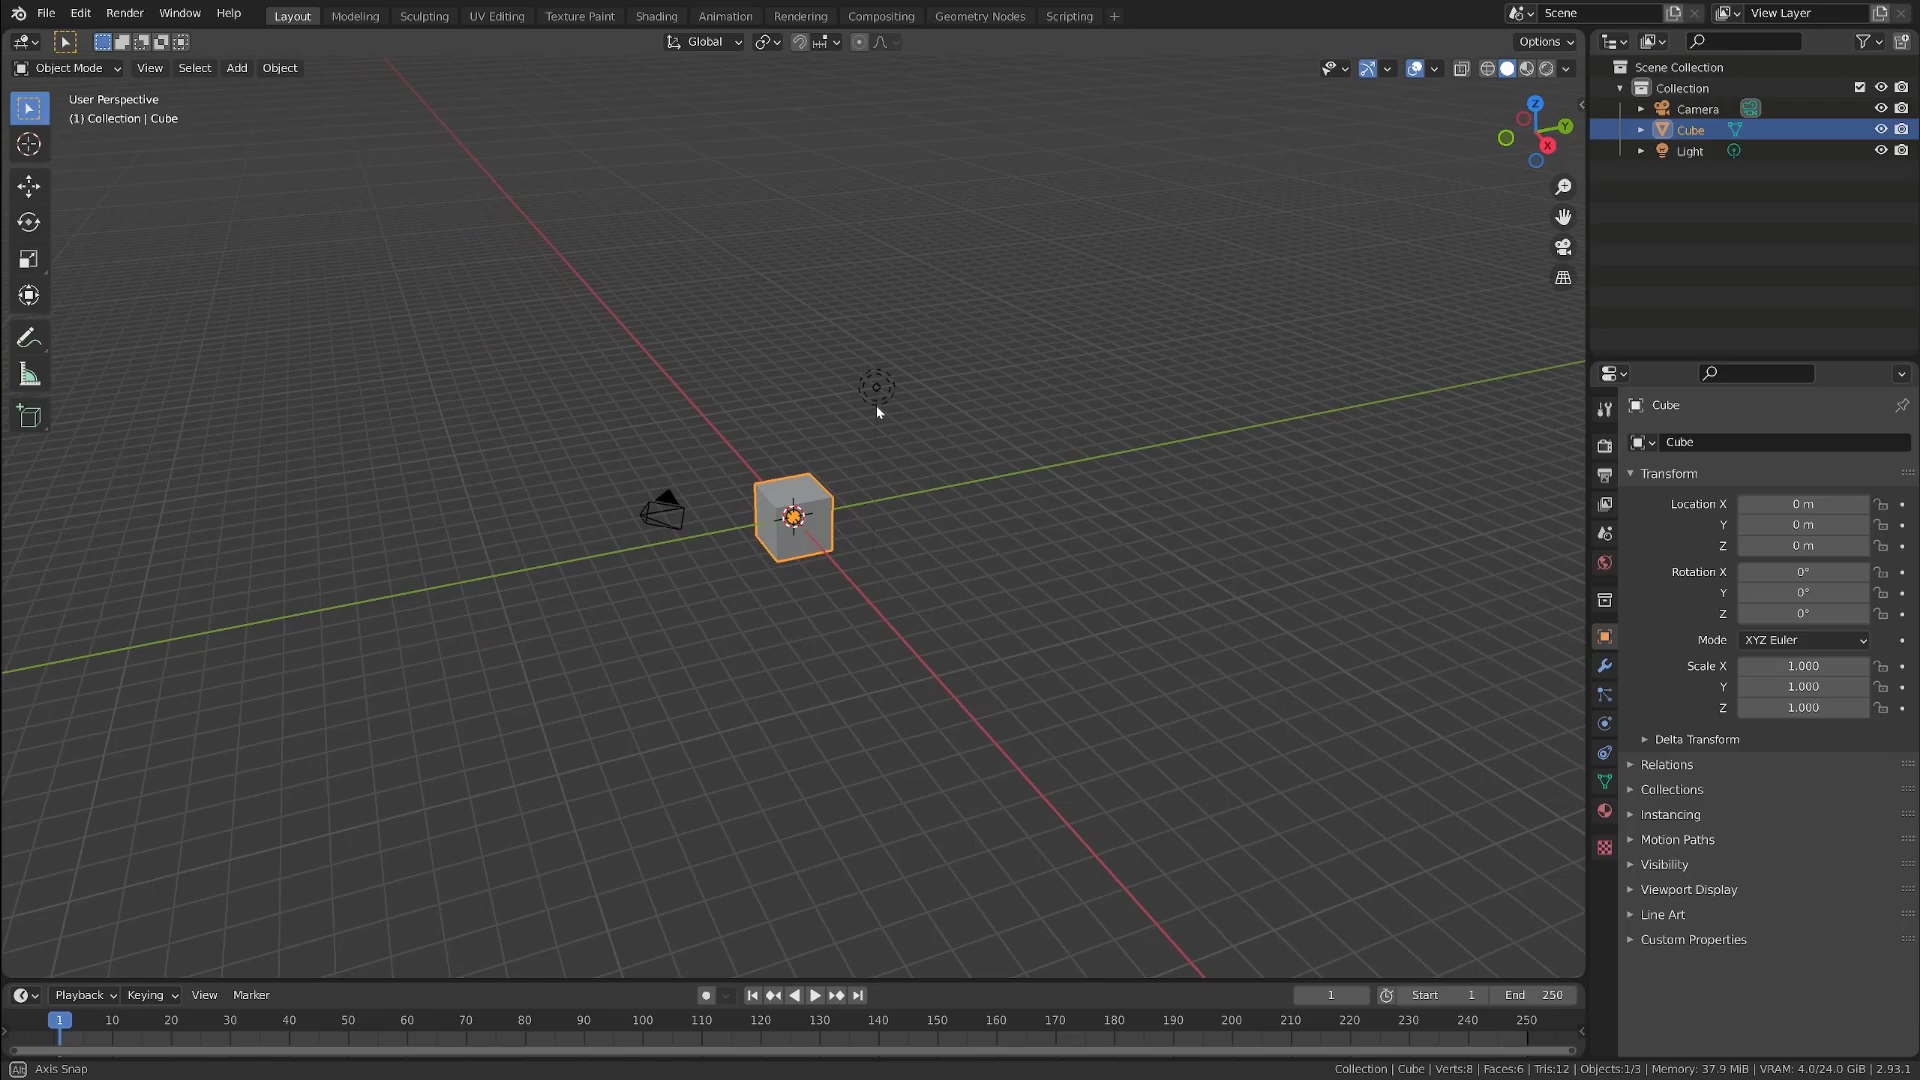 File Edit Render Window Help Layout Modeling Sculpting UV Editing Texture Paint Shading Animation Rendering Compositing Geometry Nodes Scripting + Scene View Layer
Global Options
Object Mode View Select Add Object
User Perspective
(1) Collection | Cube
Z
Y
X
Scene Collection
Collection
Camera
Cube
Light
Cube
Cube
Transform
Location X 0 m
Y 0 m
Z 0 m
Rotation X 0°
Y 0°
Z 0°
Mode XYZ Euler
Scale X 1.000
Y 1.000
Z 1.000
Delta Transform
Relations
Collections
Instancing
Motion Paths
Visibility
Viewport Display
Line Art
Custom Properties
Playback Keying View Marker 1 Start 1 End 250
1 10 20 30 40 50 60 70 80 90 100 110 120 130 140 150 160 170 180 190 200 210 220 230 240 250
Alt Axis Snap Collection | Cube | Verts:8 | Faces:6 | Tris:12 | Objects:1/3 | Memory: 37.9 MiB | VRAM: 4.0/24.0 GiB | 2.93.1